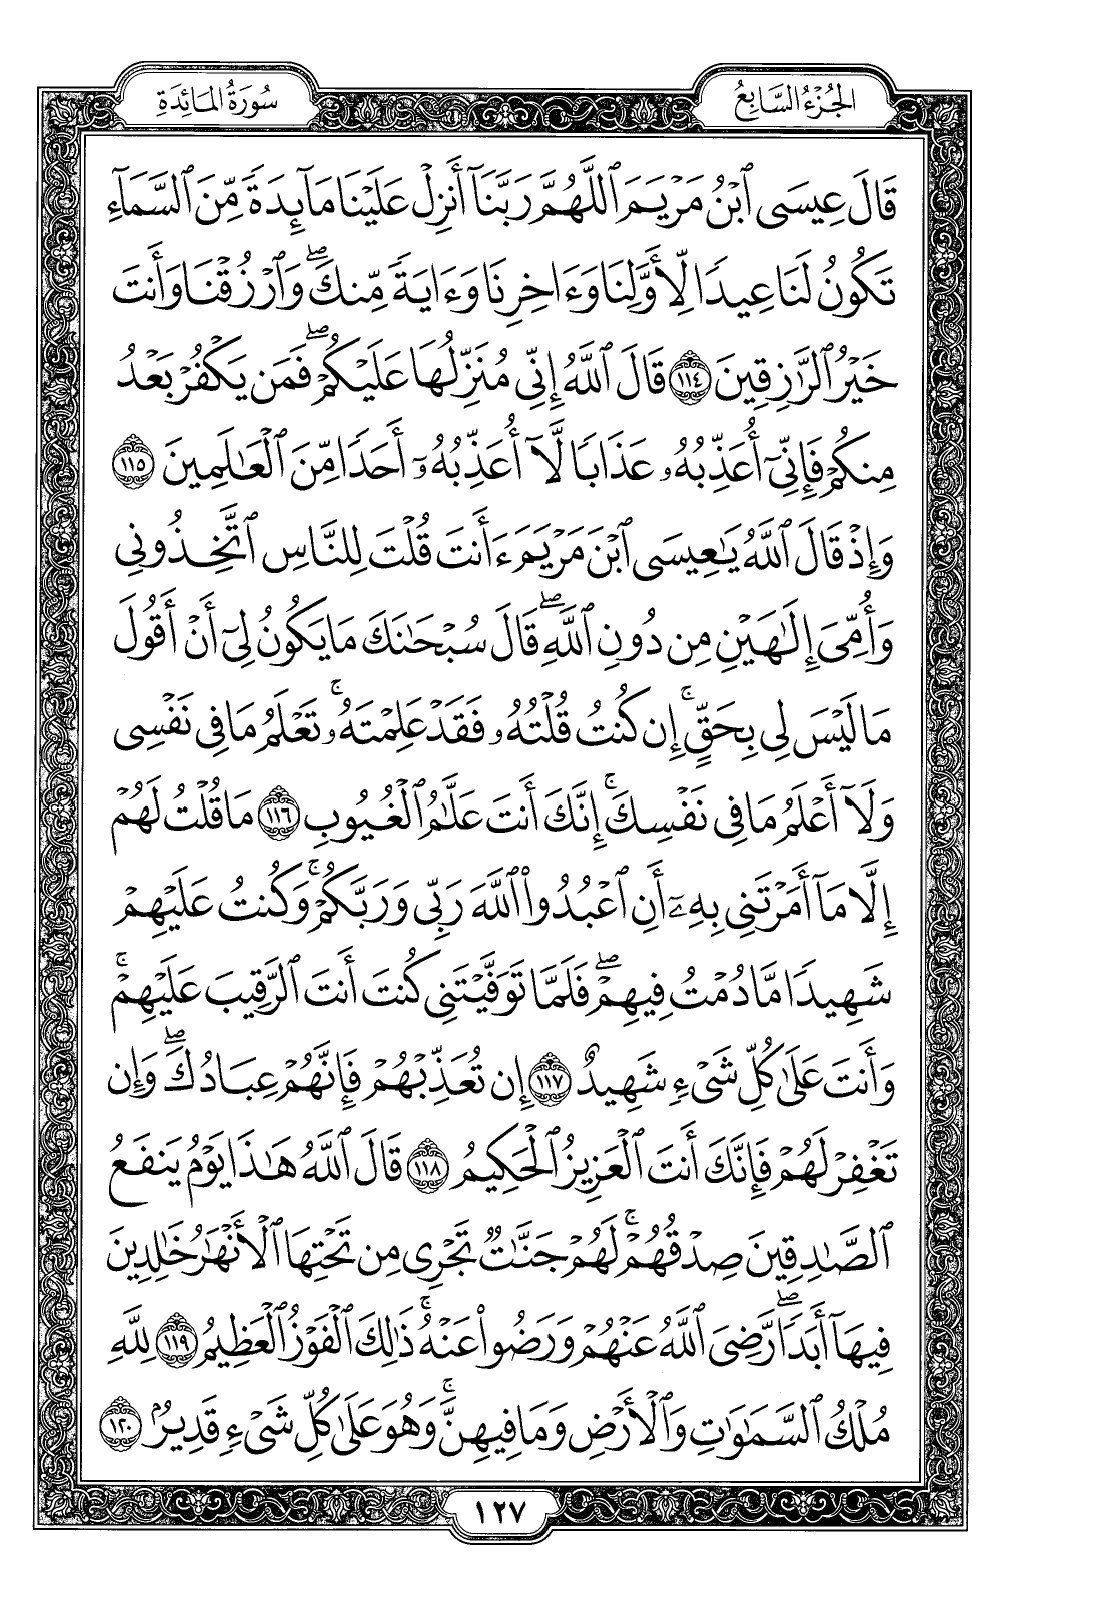 سُورَةُ المَائِدَةِ
الجُزْءُ السَّابِعُ
قَالَ عِيسَى ٱبْنُ مَرْيَمَ ٱللَّهُمَّ رَبَّنَآ أَنزِلْ عَلَيْنَا مَآئِدَةً مِّنَ ٱلسَّمَآءِ
تَكُونُ لَنَا عِيدًا لِّأَوَّلِنَا وَءَاخِرِنَا وَءَايَةً مِّنكَ ۖ وَٱرْزُقْنَا وَأَنتَ
خَيْرُ ٱلرَّٰزِقِينَ ١١٤ قَالَ ٱللَّهُ إِنِّي مُنَزِّلُهَا عَلَيْكُمْ ۖ فَمَن يَكْفُرْ بَعْدُ
مِنكُمْ فَإِنِّيٓ أُعَذِّبُهُۥ عَذَابًا لَّآ أُعَذِّبُهُۥٓ أَحَدًا مِّنَ ٱلْعَٰلَمِينَ ١١٥
وَإِذْ قَالَ ٱللَّهُ يَٰعِيسَى ٱبْنَ مَرْيَمَ ءَأَنتَ قُلْتَ لِلنَّاسِ ٱتَّخِذُونِي
وَأُمِّيَ إِلَٰهَيْنِ مِن دُونِ ٱللَّهِ ۖ قَالَ سُبْحَٰنَكَ مَا يَكُونُ لِيٓ أَنْ أَقُولَ
مَا لَيْسَ لِي بِحَقٍّ ۚ إِن كُنتُ قُلْتُهُۥ فَقَدْ عَلِمْتَهُۥ ۚ تَعْلَمُ مَا فِي نَفْسِي
وَلَآ أَعْلَمُ مَا فِي نَفْسِكَ ۚ إِنَّكَ أَنتَ عَلَّٰمُ ٱلْغُيُوبِ ١١٦ مَا قُلْتُ لَهُمْ
إِلَّا مَآ أَمَرْتَنِي بِهِۦٓ أَنِ ٱعْبُدُوا۟ ٱللَّهَ رَبِّي وَرَبَّكُمْ ۚ وَكُنتُ عَلَيْهِمْ
شَهِيدًا مَّا دُمْتُ فِيهِمْ ۖ فَلَمَّا تَوَفَّيْتَنِي كُنتَ أَنتَ ٱلرَّقِيبَ عَلَيْهِمْ ۚ
وَأَنتَ عَلَىٰ كُلِّ شَيْءٍ شَهِيدٌ ١١٧ إِن تُعَذِّبْهُمْ فَإِنَّهُمْ عِبَادُكَ ۖ وَإِن
تَغْفِرْ لَهُمْ فَإِنَّكَ أَنتَ ٱلْعَزِيزُ ٱلْحَكِيمُ ١١٨ قَالَ ٱللَّهُ هَٰذَا يَوْمُ يَنفَعُ
ٱلصَّٰدِقِينَ صِدْقُهُمْ ۚ لَهُمْ جَنَّٰتٌ تَجْرِي مِن تَحْتِهَا ٱلْأَنْهَٰرُ خَٰلِدِينَ
فِيهَآ أَبَدًا ۖ رَّضِيَ ٱللَّهُ عَنْهُمْ وَرَضُوا۟ عَنْهُ ۚ ذَٰلِكَ ٱلْفَوْزُ ٱلْعَظِيمُ ١١٩ لِلَّهِ
مُلْكُ ٱلسَّمَٰوَٰتِ وَٱلْأَرْضِ وَمَا فِيهِنَّ ۚ وَهُوَ عَلَىٰ كُلِّ شَيْءٍ قَدِيرٌۢ ١٢٠
١٢٧